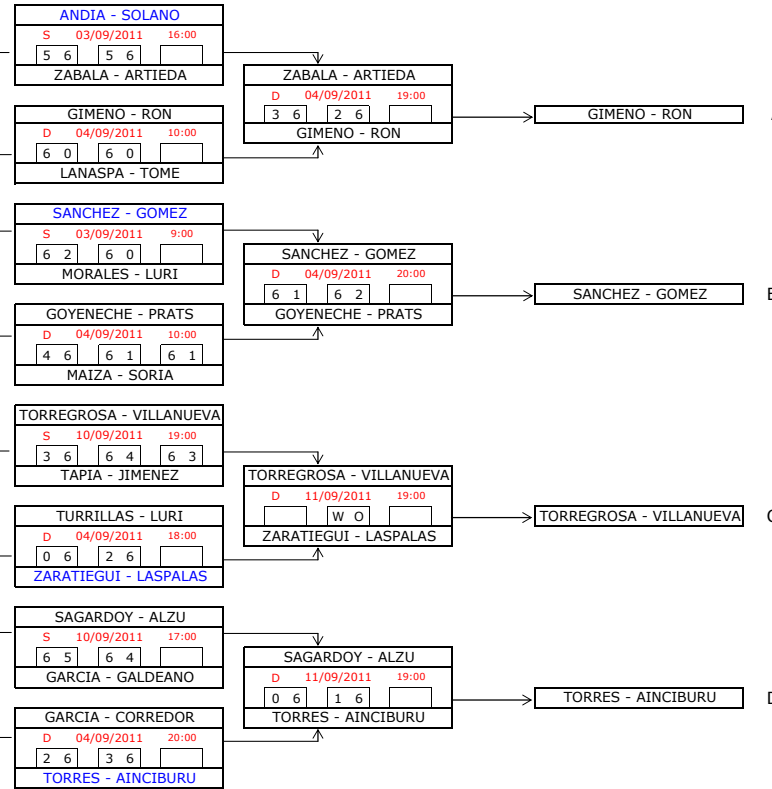 ANDIA - SOLANO
S 03/09/2011 16:00
5 6 5 6
ZABALA - ARTIEDA
GIMENO - RON
D 04/09/2011 10:00
6 0 6 0
LANASPA - TOME
ZABALA - ARTIEDA
D 04/09/2011 19:00
3 6 2 6
GIMENO - RON
GIMENO - RON
SANCHEZ - GOMEZ
S 03/09/2011 9:00
6 2 6 0
MORALES - LURI
GOYENECHE - PRATS
D 04/09/2011 10:00
4 6 6 1 6 1
MAIZA - SORIA
SANCHEZ - GOMEZ
D 04/09/2011 20:00
6 1 6 2
GOYENECHE - PRATS
SANCHEZ - GOMEZ
TORREGROSA - VILLANUEVA
S 10/09/2011 19:00
3 6 6 4 6 3
TAPIA - JIMENEZ
TURRILLAS - LURI
D 04/09/2011 18:00
0 6 2 6
ZARATIEGUI - LASPALAS
TORREGROSA - VILLANUEVA
D 11/09/2011 19:00
W O
ZARATIEGUI - LASPALAS
TORREGROSA - VILLANUEVA
SAGARDOY - ALZU
S 10/09/2011 17:00
6 5 6 4
GARCIA - GALDEANO
GARCIA - CORREDOR
D 04/09/2011 20:00
2 6 3 6
TORRES - AINCIBURU
SAGARDOY - ALZU
D 11/09/2011 19:00
0 6 1 6
TORRES - AINCIBURU
TORRES - AINCIBURU